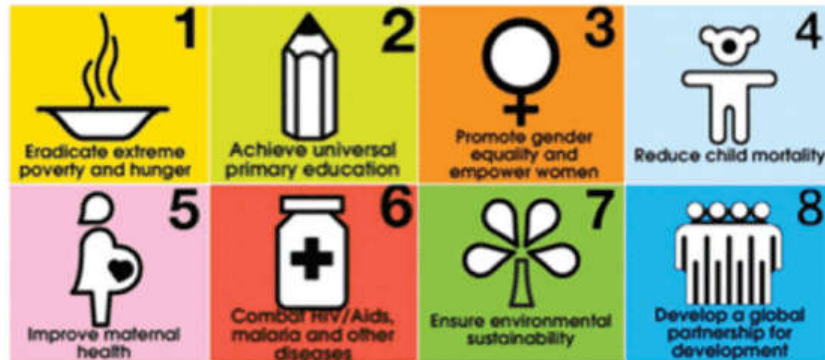 1
Eradicate extreme
poverty and hunger
2
Achieve universal
primary education
3
Promote gender
equality and
empower women
4
Reduce child mortality
5
Improve maternal
health
6
Combat HIV/Aids,
malaria and other
diseases
7
Ensure environmental
sustainability
8
Develop a global
partnership for
development